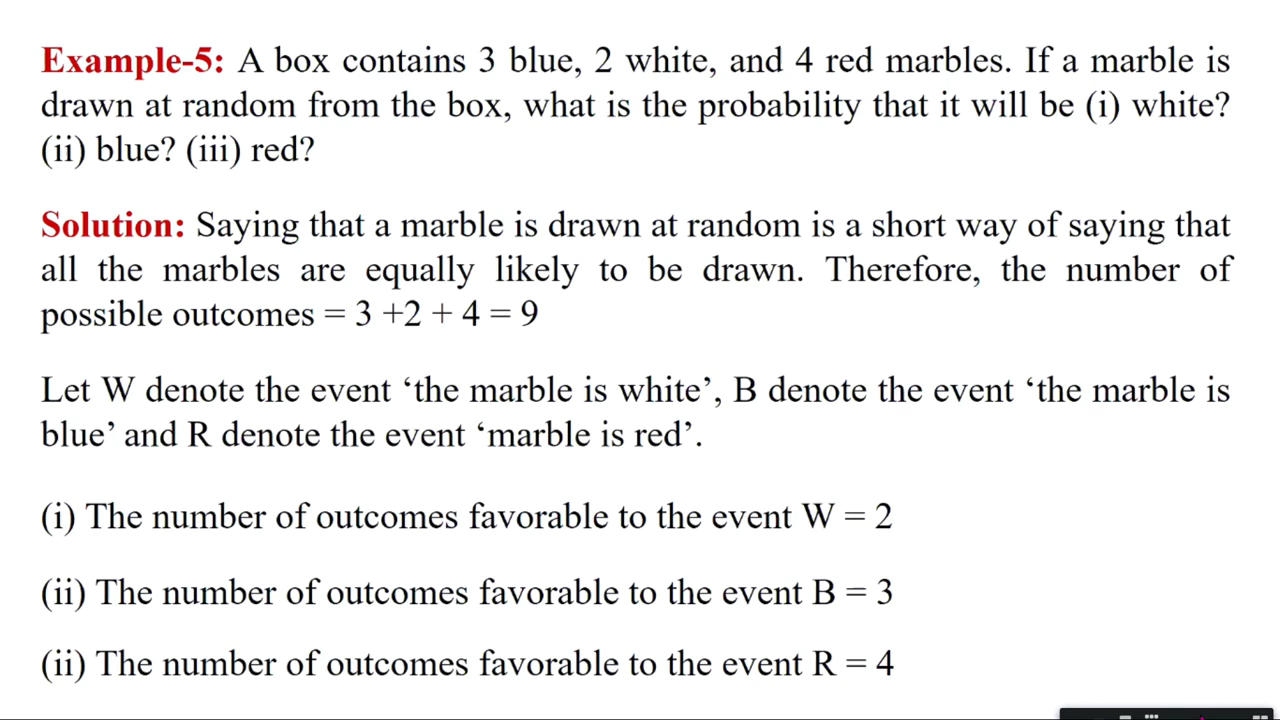 Example-5: A box contains 3 blue, 2 white, and 4 red marbles. If a marble is
drawn at random from the box, what is the probability that it will be (i) white?
(ii) blue? (iii) red?
Solution: Saying that a marble is drawn at random is a short way of saying that
all the marbles are equally likely to be drawn. Therefore, the number of
possible outcomes = 3 +2 + 4 = 9
Let W denote the event ‘the marble is white’, B denote the event ‘the marble is
blue’ and R denote the event ‘marble is red’.
(i) The number of outcomes favorable to the event W = 2
(ii) The number of outcomes favorable to the event B = 3
(ii) The number of outcomes favorable to the event R = 4